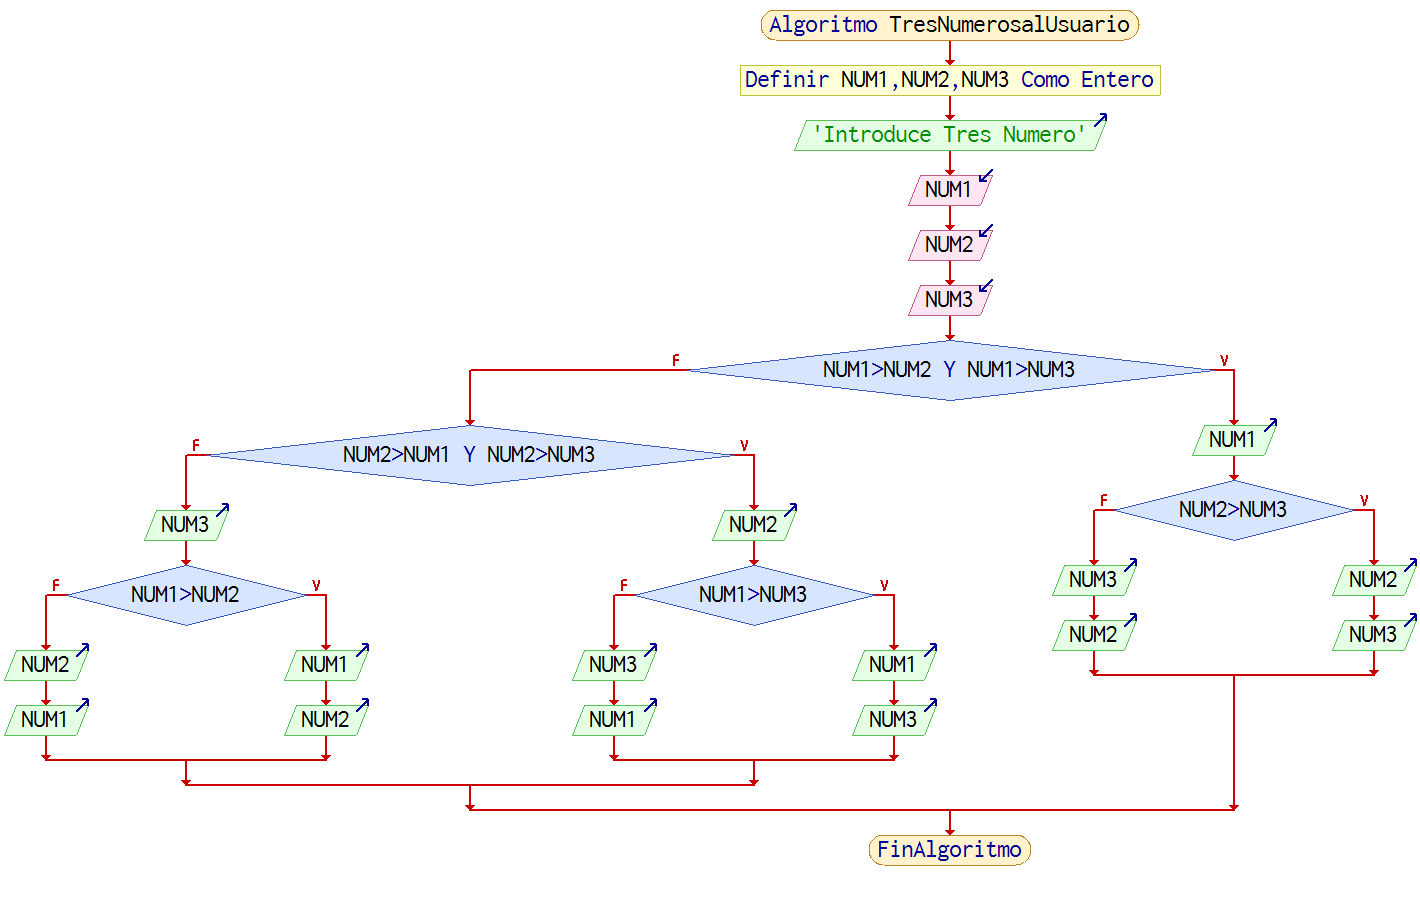 Algoritmo TresNumerosalUsuario
Definir NUM1,NUM2,NUM3 Como Entero
'Introduce Tres Numero'
NUM1
NUM2
NUM3
F
V
NUM1>NUM2 Y NUM1>NUM3
F
V
NUM2>NUM1 Y NUM2>NUM3
NUM1
F
V
NUM2>NUM3
NUM3
NUM2
NUM3
NUM2
NUM2
NUM3
F
V
NUM1>NUM2
F
V
NUM1>NUM3
NUM2
NUM1
NUM3
NUM1
NUM1
NUM2
NUM1
NUM3
FinAlgoritmo